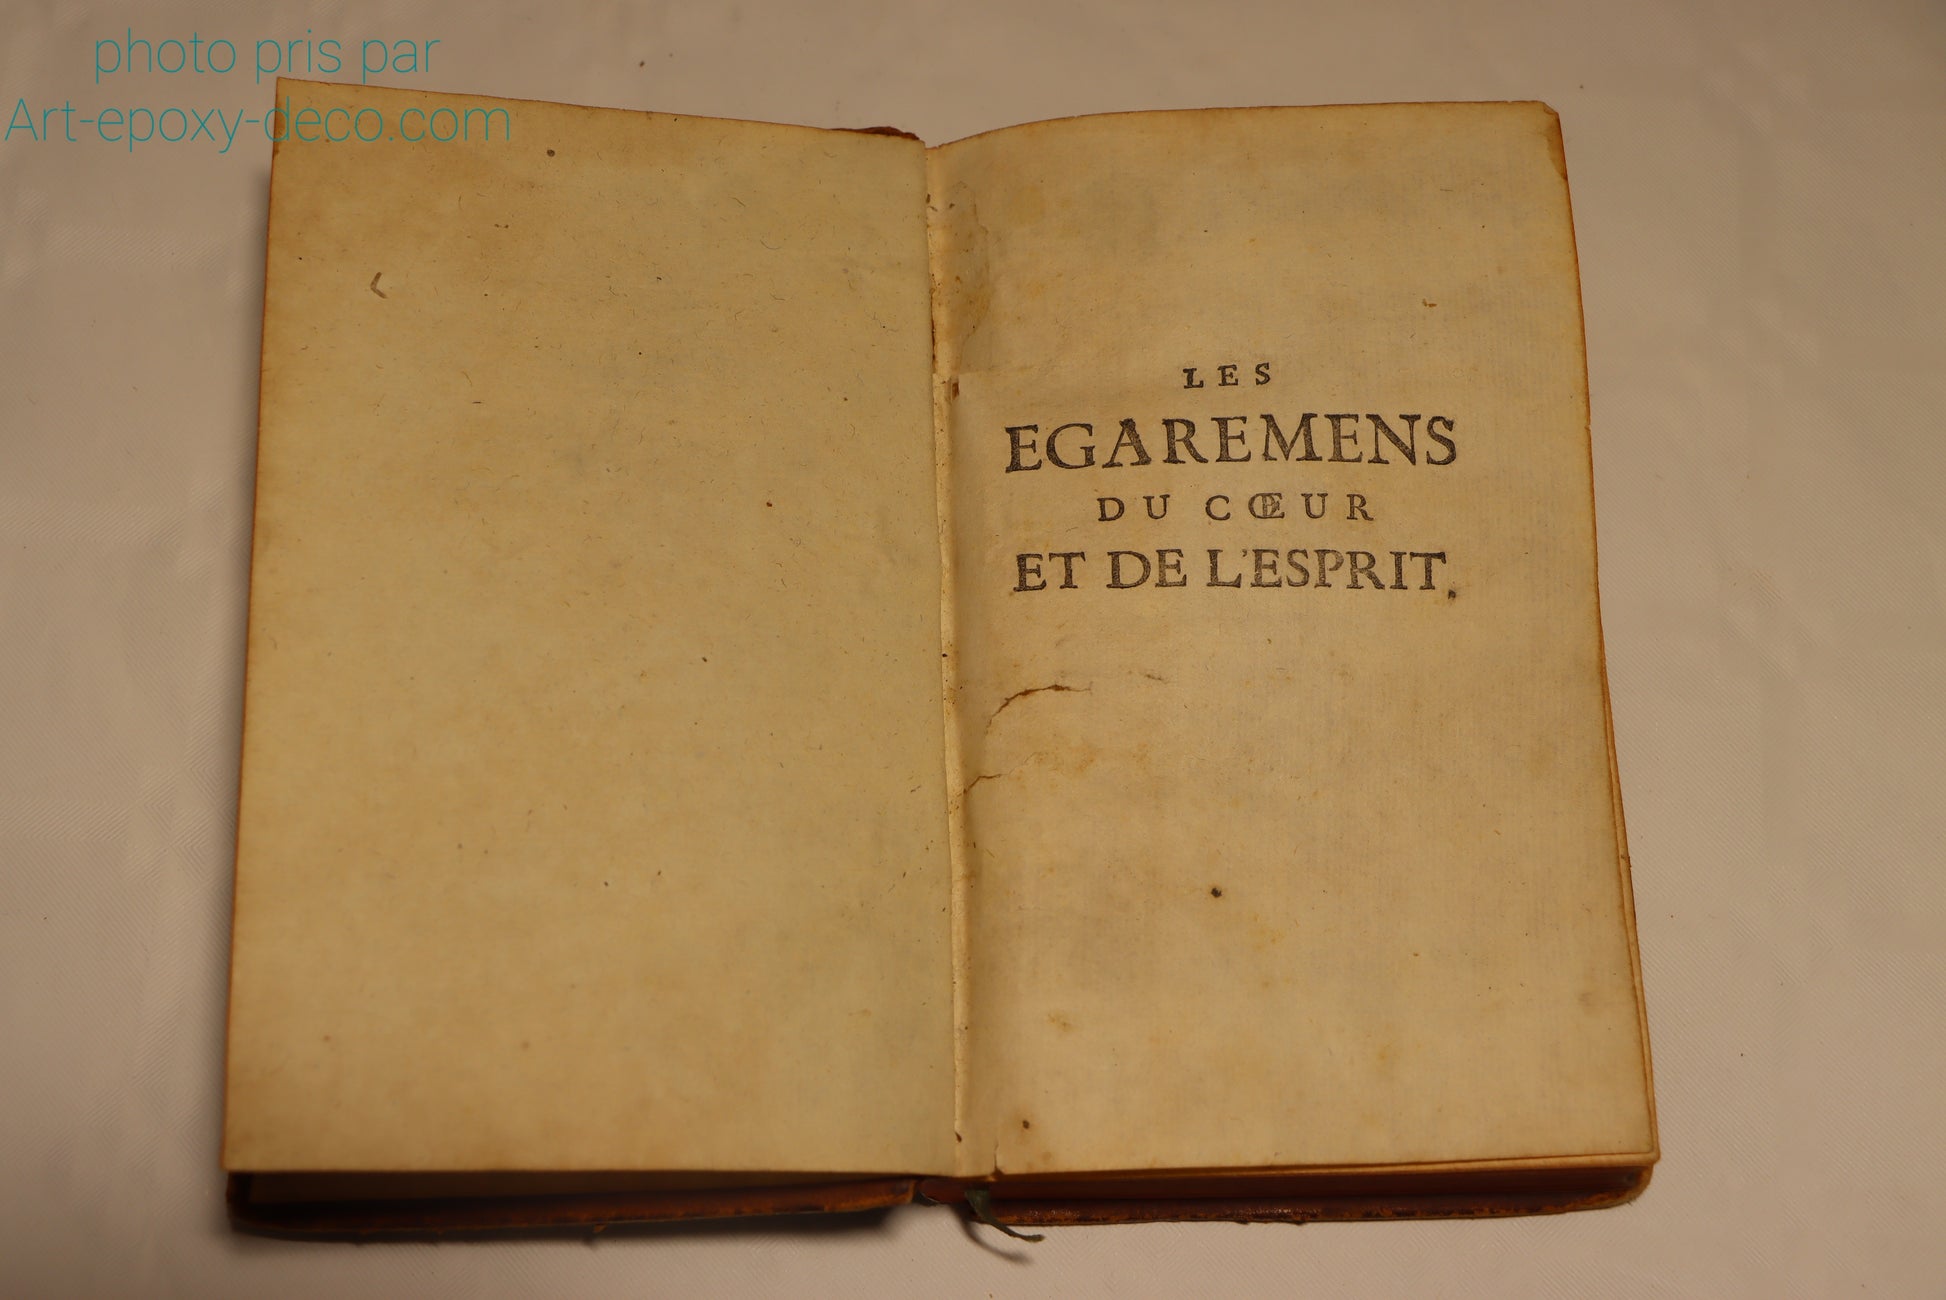 photo pris par
Art-epoxy-deco.com
LES
EGAREMENS
DU CŒUR
ET DE L'ESPRIT.